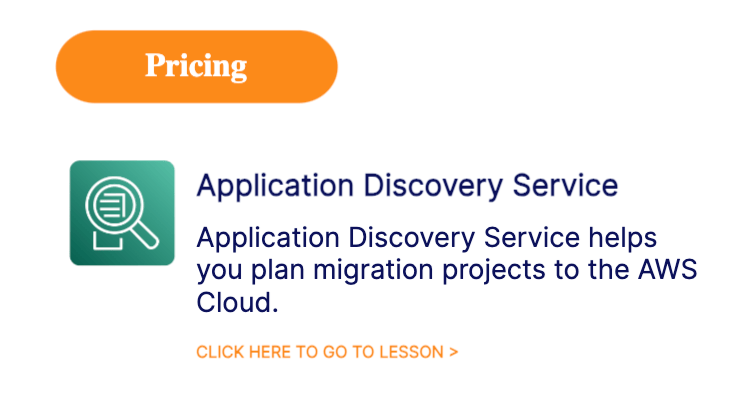 Pricing
Application Discovery Service
Application Discovery Service helps
you plan migration projects to the AWS
Cloud.
CLICK HERE TO GO TO LESSON >